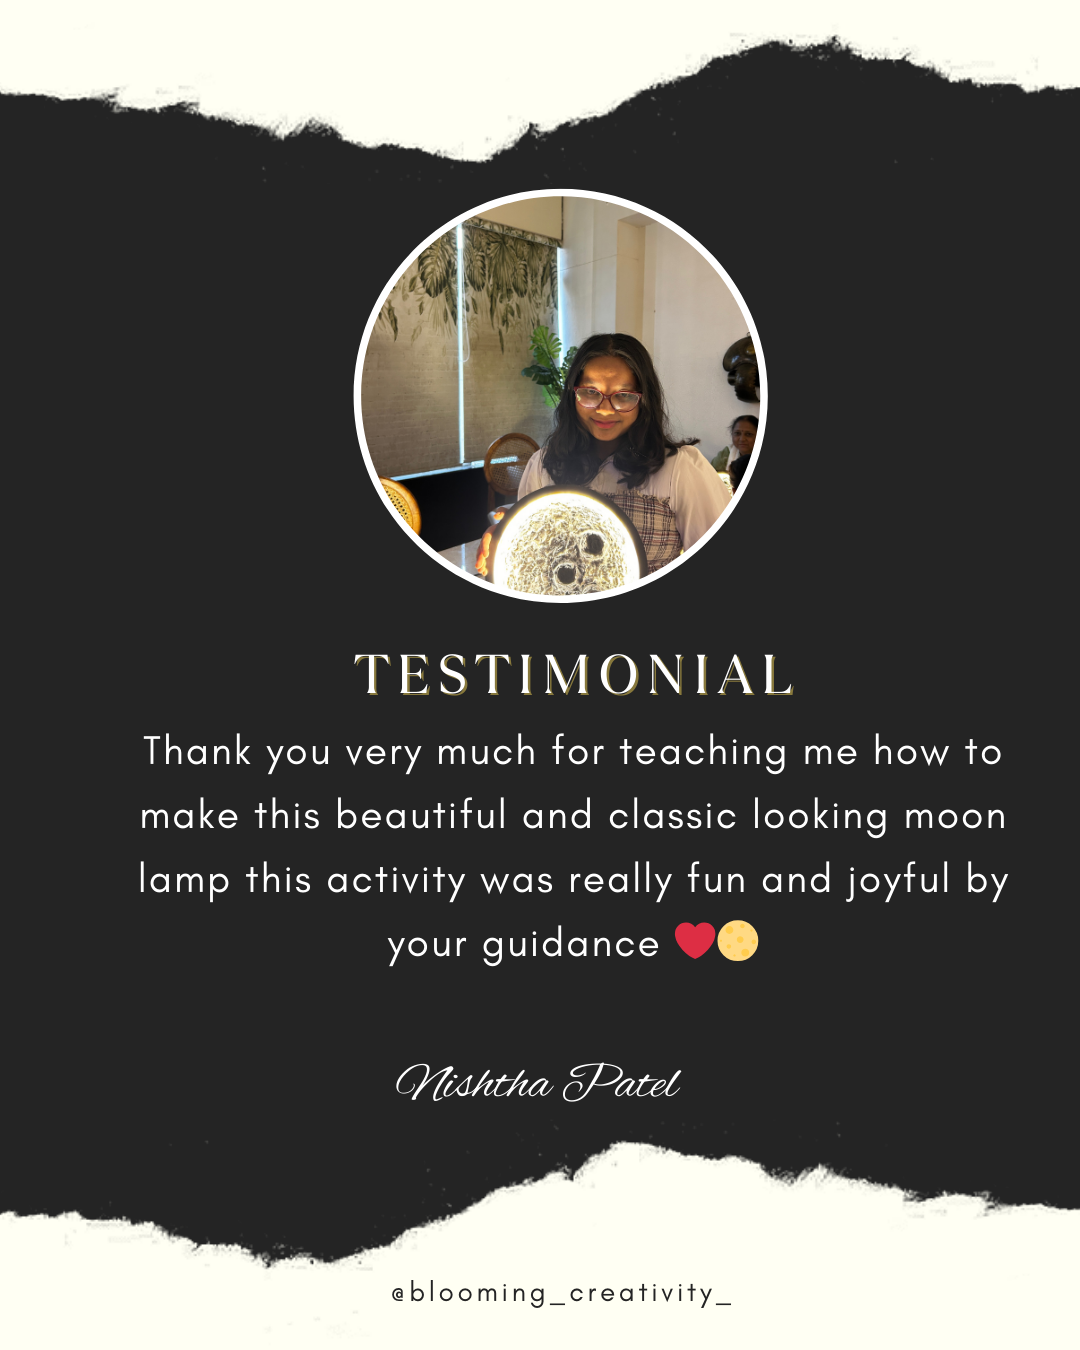 TESTIMONIAL
Thank you very much for teaching me how to
make this beautiful and classic looking moon
lamp this activity was really fun and joyful by
your guidance ❤️🌕
Nishtha Patel
@blooming_creativity_